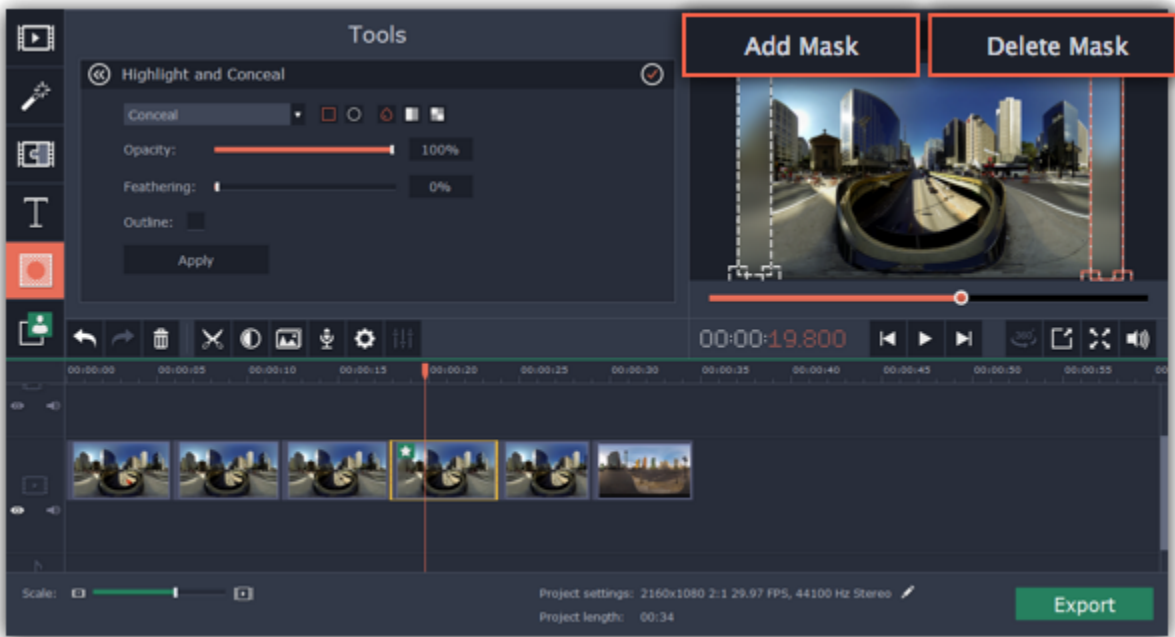 Tools
Add Mask
Delete Mask
Highlight and Conceal
Conceal
Opacity:
100%
Feathering:
0%
Outline:
Apply
T
00:00:19.800
360°
00:00:00
00:00:05
00:00:10
00:00:15
00:00:20
00:00:25
00:00:30
00:00:35
00:00:40
00:00:45
00:00:50
00:00:55
00
Scale:
Project settings: 2160x1080 2:1 29.97 FPS, 44100 Hz Stereo
Project length: 00:34
Export